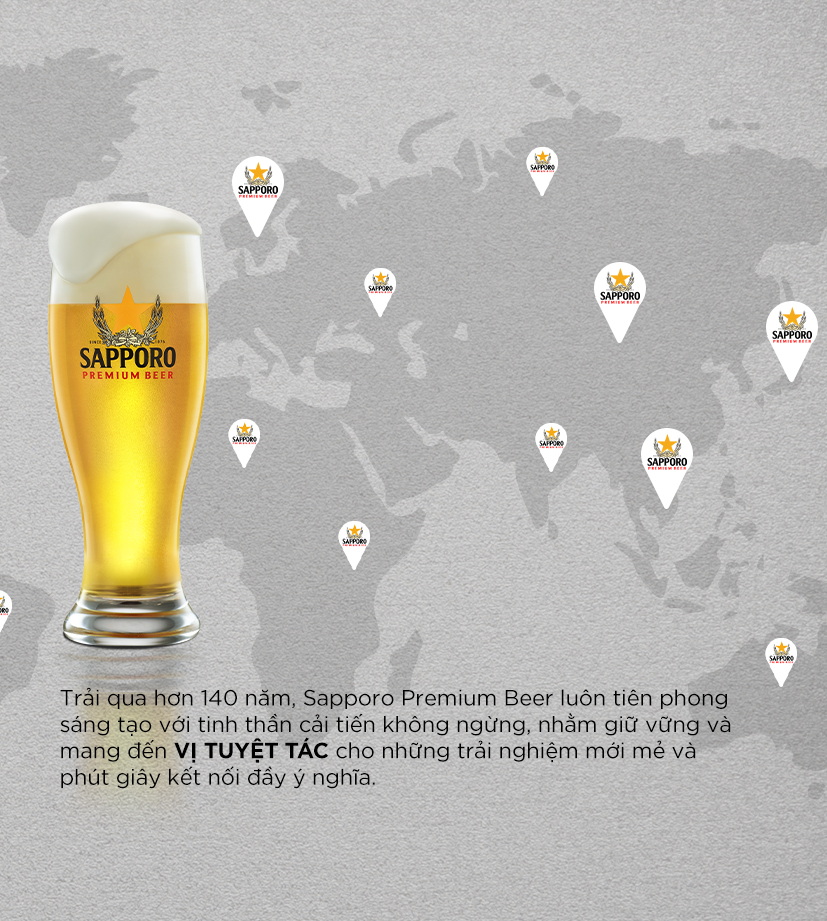 SAPPORO
PREMIUM BEER
SAPPORO
SAPPORO
PREMIUM BEER
SAPPORO
SAPPORO
PREMIUM BEER
SINCE 1876
SAPPORO
PREMIUM BEER
SAPPORO
SAPPORO
SAPPORO
PREMIUM BEER
SAPPORO
SAPPORO
Trải qua hơn 140 năm, Sapporo Premium Beer luôn tiên phong
sáng tạo với tinh thần cải tiến không ngừng, nhằm giữ vững và
mang đến VỊ TUYỆT TÁC cho những trải nghiệm mới mẻ và
phút giây kết nối đầy ý nghĩa.